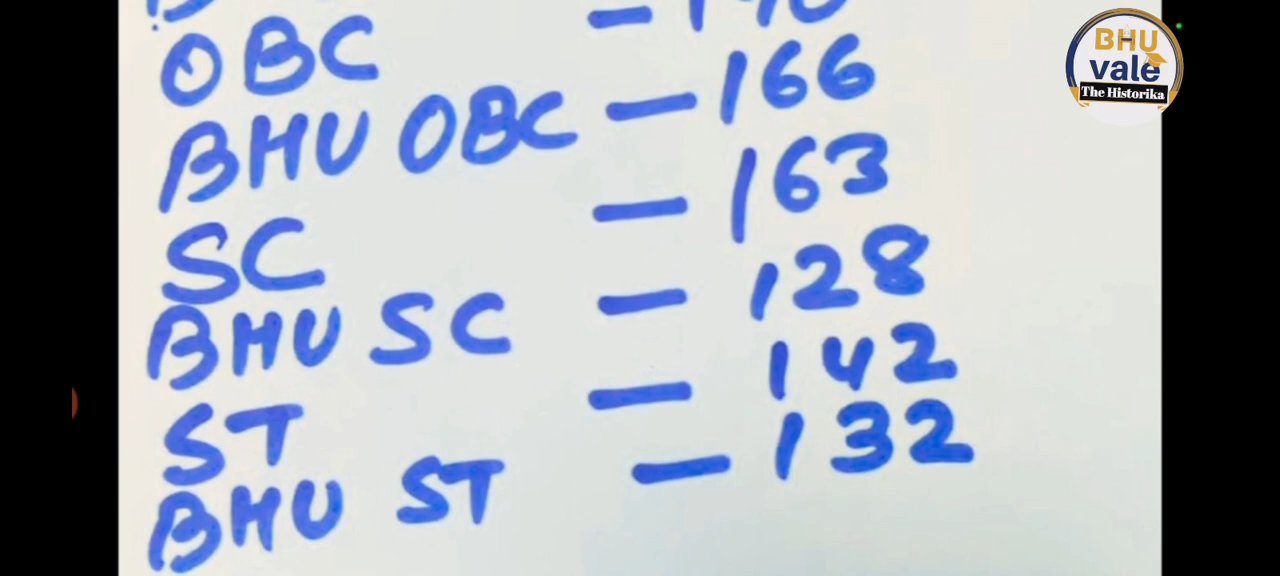 OBC –
BHU OBC – 166
SC – 163
BHU SC – 128
ST – 142
BHU ST – 132
BHU
vale
The Historika